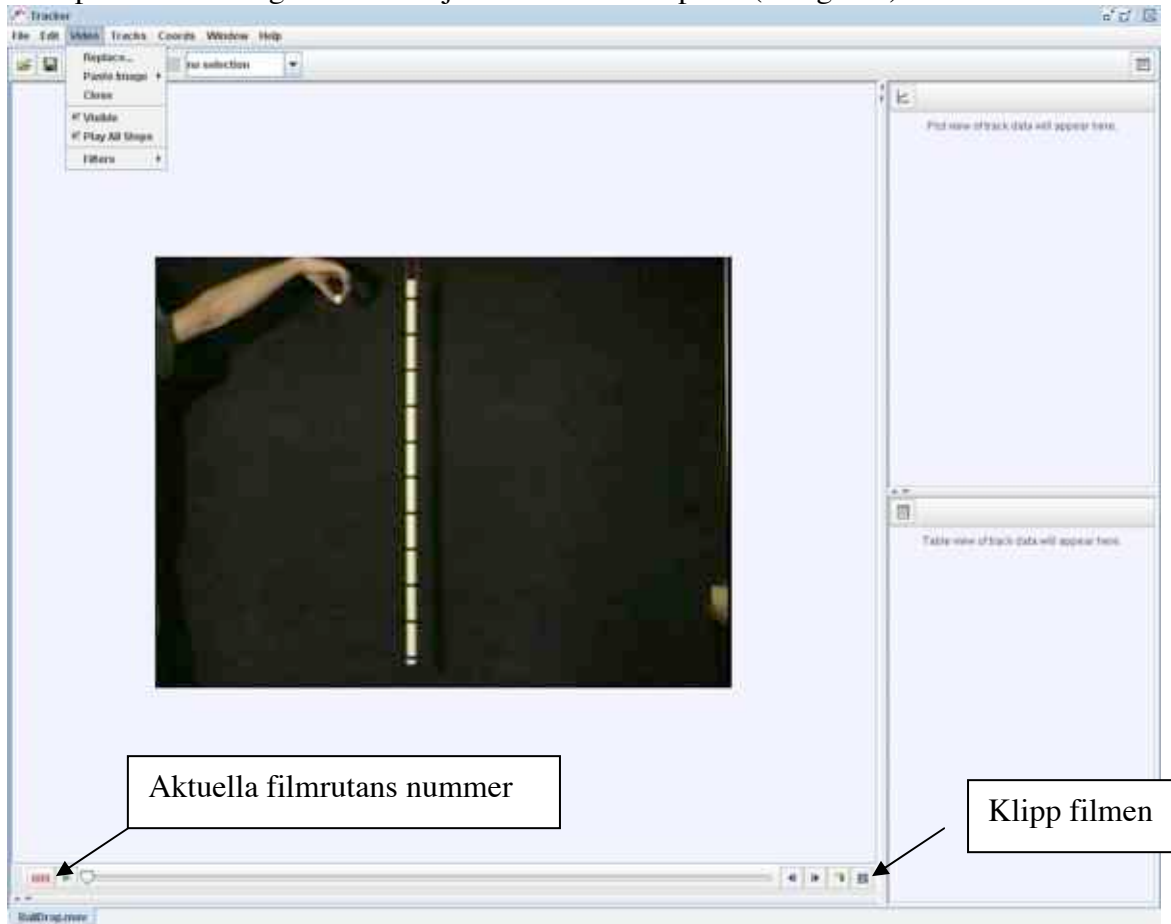 Tracker
File Edit Video Tracks Coords Window Help
Replace...
Paste Image
Close
Visible
Play All Steps
Filters
no selection
Plot view of track data will appear here.
Table view of track data will appear here.
Aktuella filmrutans nummer
Klipp filmen
BallDrop.mov